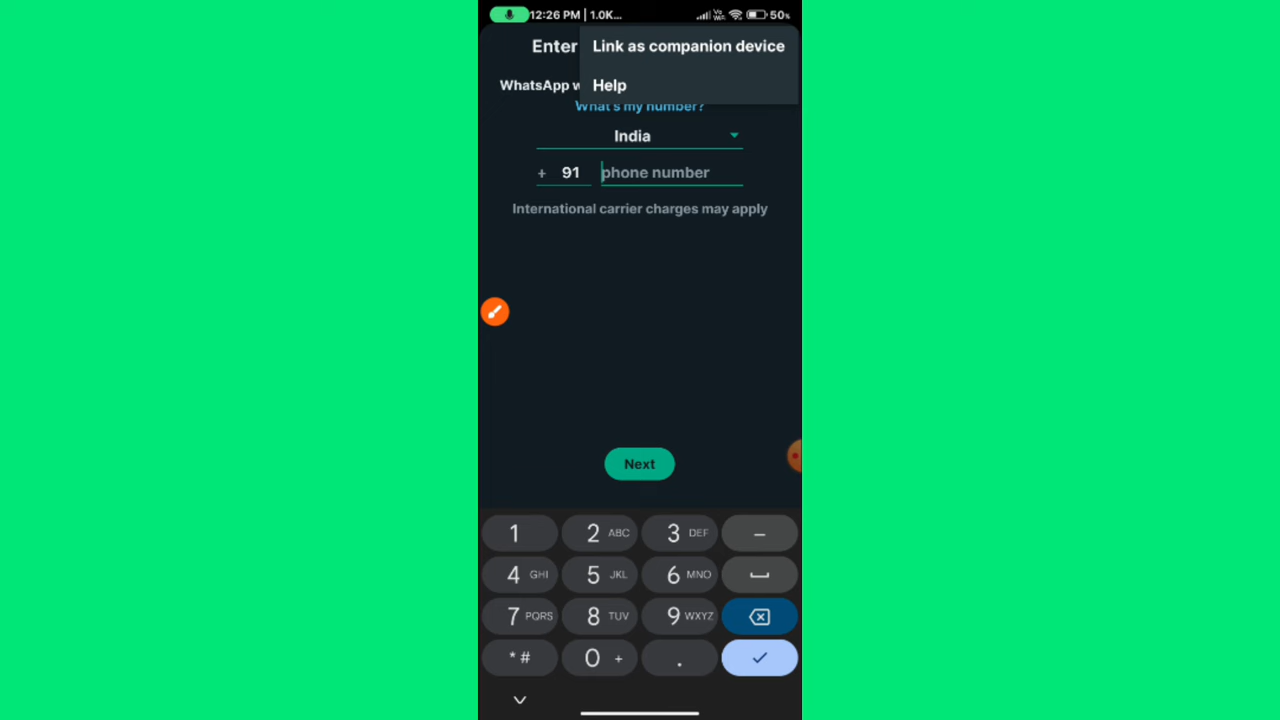 12:26 PM | 1.0K... 50%
Enter
Link as companion device
WhatsApp w
Help
What's my number?
India
+ 91 phone number
International carrier charges may apply
Next
1 2 ABC 3 DEF –
4 GHI 5 JKL 6 MNO
7 PQRS 8 TUV 9 WXYZ
* # 0 + .